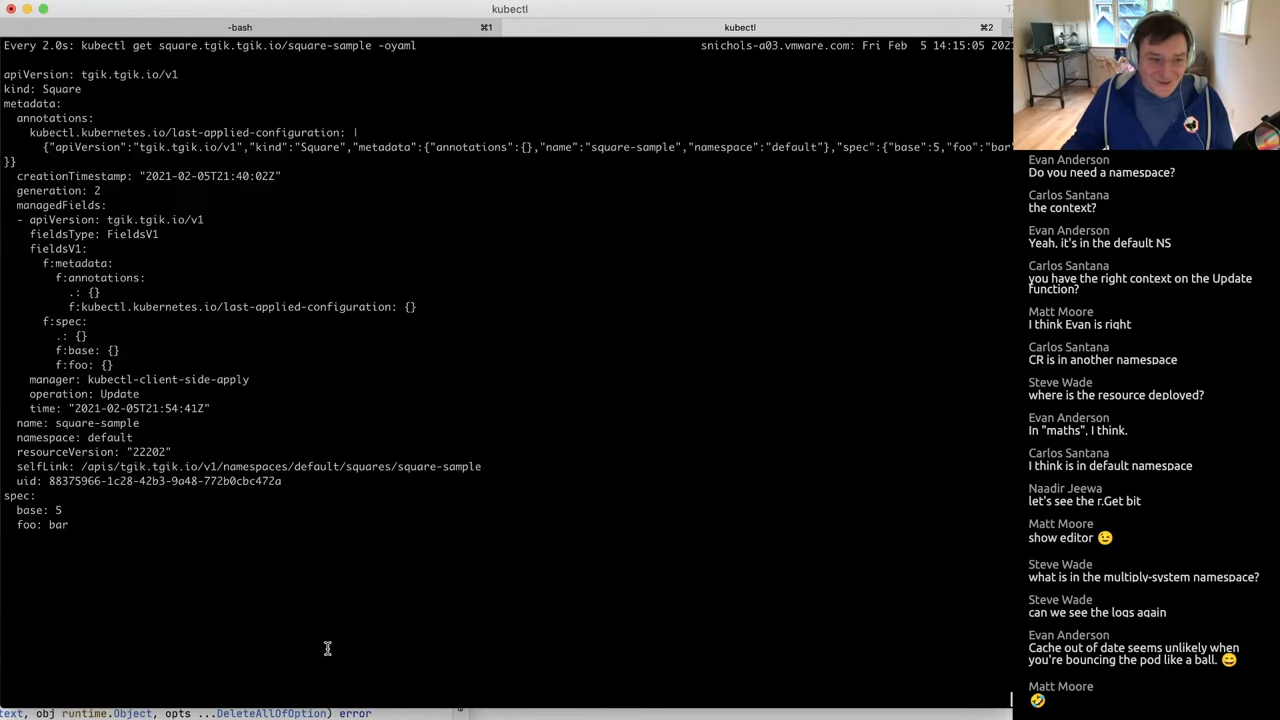 kubectl
-bash
⌘1
kubectl
⌘2
Every 2.0s: kubectl get square.tgik.tgik.io/square-sample -oyaml
snichols-a03.vmware.com: Fri Feb  5 14:15:05 2021
apiVersion: tgik.tgik.io/v1
kind: Square
metadata:
  annotations:
    kubectl.kubernetes.io/last-applied-configuration: |
      {"apiVersion":"tgik.tgik.io/v1","kind":"Square","metadata":{"annotations":{},"name":"square-sample","namespace":"default"},"spec":{"base":5,"foo":"bar"
}}
  creationTimestamp: "2021-02-05T21:40:02Z"
  generation: 2
  managedFields:
  - apiVersion: tgik.tgik.io/v1
    fieldsType: FieldsV1
    fieldsV1:
      f:metadata:
        f:annotations:
          .: {}
          f:kubectl.kubernetes.io/last-applied-configuration: {}
      f:spec:
        .: {}
        f:base: {}
        f:foo: {}
    manager: kubectl-client-side-apply
    operation: Update
    time: "2021-02-05T21:54:41Z"
  name: square-sample
  namespace: default
  resourceVersion: "22202"
  selfLink: /apis/tgik.tgik.io/v1/namespaces/default/squares/square-sample
  uid: 88375966-1c28-42b3-9a48-772b0cbc472a
spec:
  base: 5
  foo: bar
text, obj runtime.Object, opts ...DeleteAllOfOption) error
Evan Anderson
Do you need a namespace?
Carlos Santana
the context?
Evan Anderson
Yeah, it's in the default NS
Carlos Santana
you have the right context on the Update
function?
Matt Moore
I think Evan is right
Carlos Santana
CR is in another namespace
Steve Wade
where is the resource deployed?
Evan Anderson
In "maths", I think.
Carlos Santana
I think is in default namespace
Naadir Jeewa
let's see the r.Get bit
Matt Moore
show editor 😉
Steve Wade
what is in the multiply-system namespace?
Steve Wade
can we see the logs again
Evan Anderson
Cache out of date seems unlikely when
you're bouncing the pod like a ball. 😄
Matt Moore
🤣